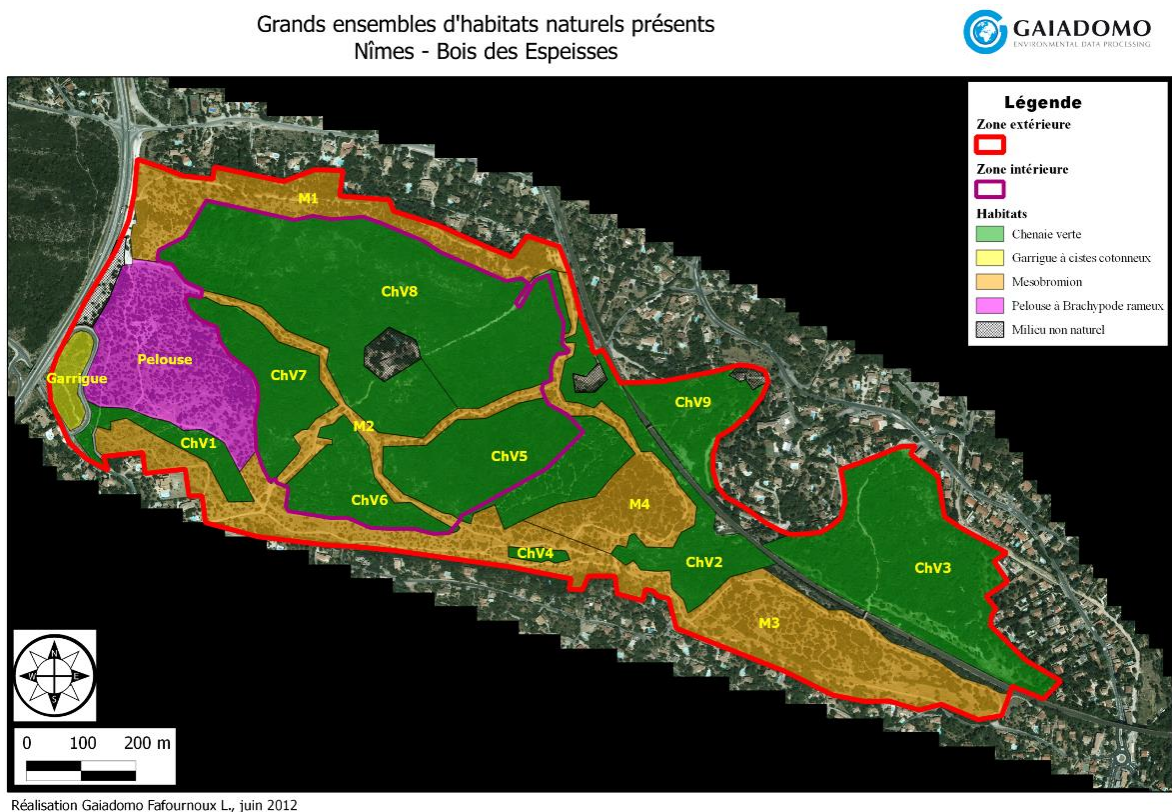 Grands ensembles d'habitats naturels présents
Nîmes - Bois des Espeisses
GAIADOMO
ENVIRONMENTAL DATA PROCESSING
Légende
Zone extérieure
Zone intérieure
Habitats
Chenaie verte
Garrigue à cistes cotonneux
Mesobromion
Pelouse à Brachypode rameux
Milieu non naturel
M1
ChV8
Pelouse
Garrigue
ChV7
ChV9
M2
ChV1
ChV5
ChV6
M4
ChV4
ChV2
ChV3
M3
N
W E
S
0 100 200 m
Réalisation Gaiadomo Fafournoux L., juin 2012